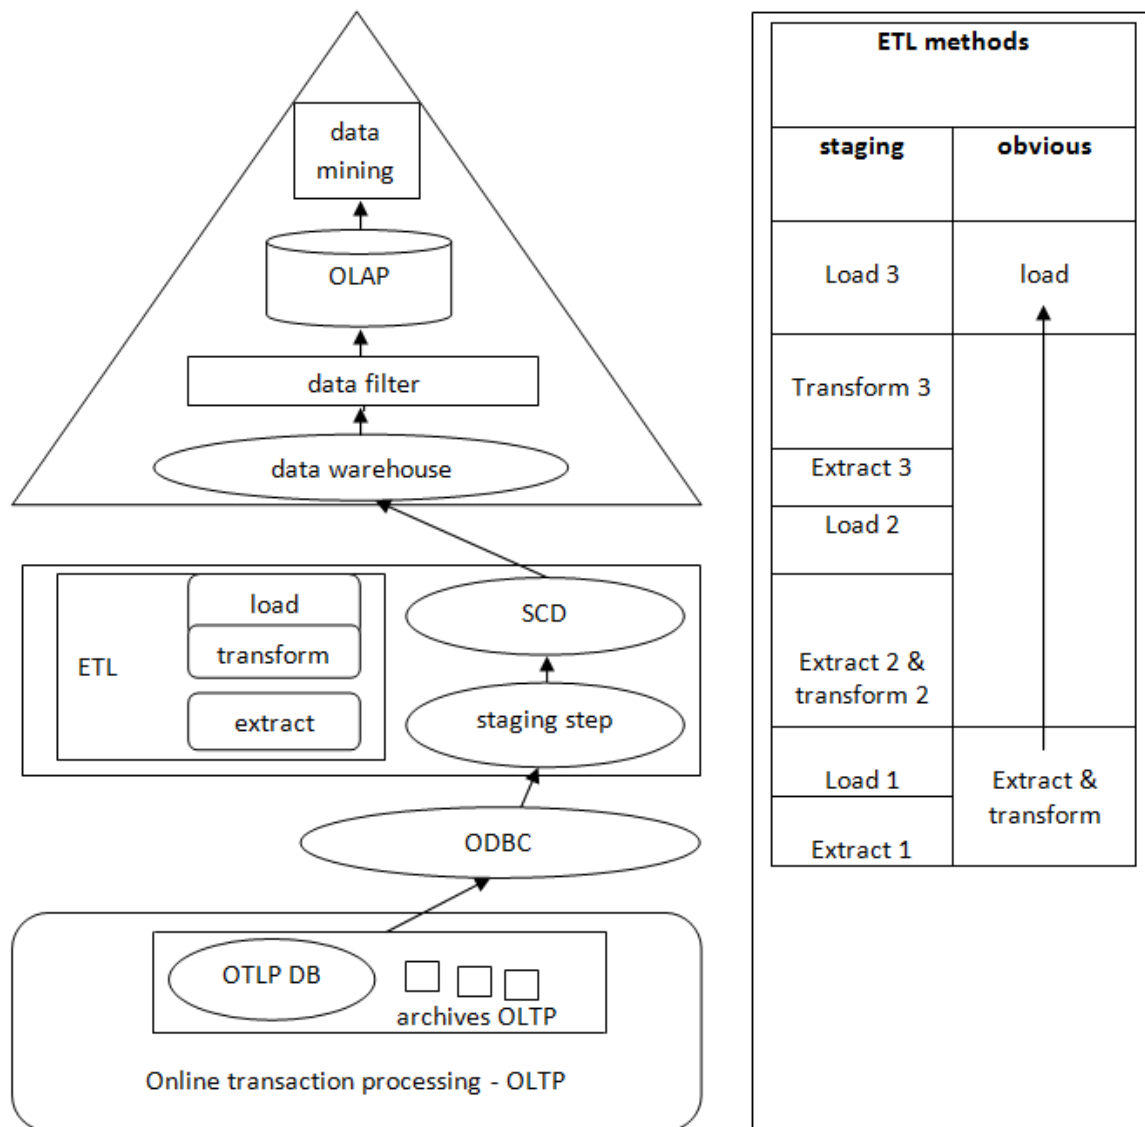 data
mining
OLAP
data filter
data warehouse
load
transform
ETL
extract
SCD
staging step
ODBC
OTLP DB
archives OLTP
Online transaction processing - OLTP
ETL methods
staging
obvious
Load 3
load
Transform 3
Extract 3
Load 2
Extract 2 &
transform 2
Load 1
Extract &
transform
Extract 1